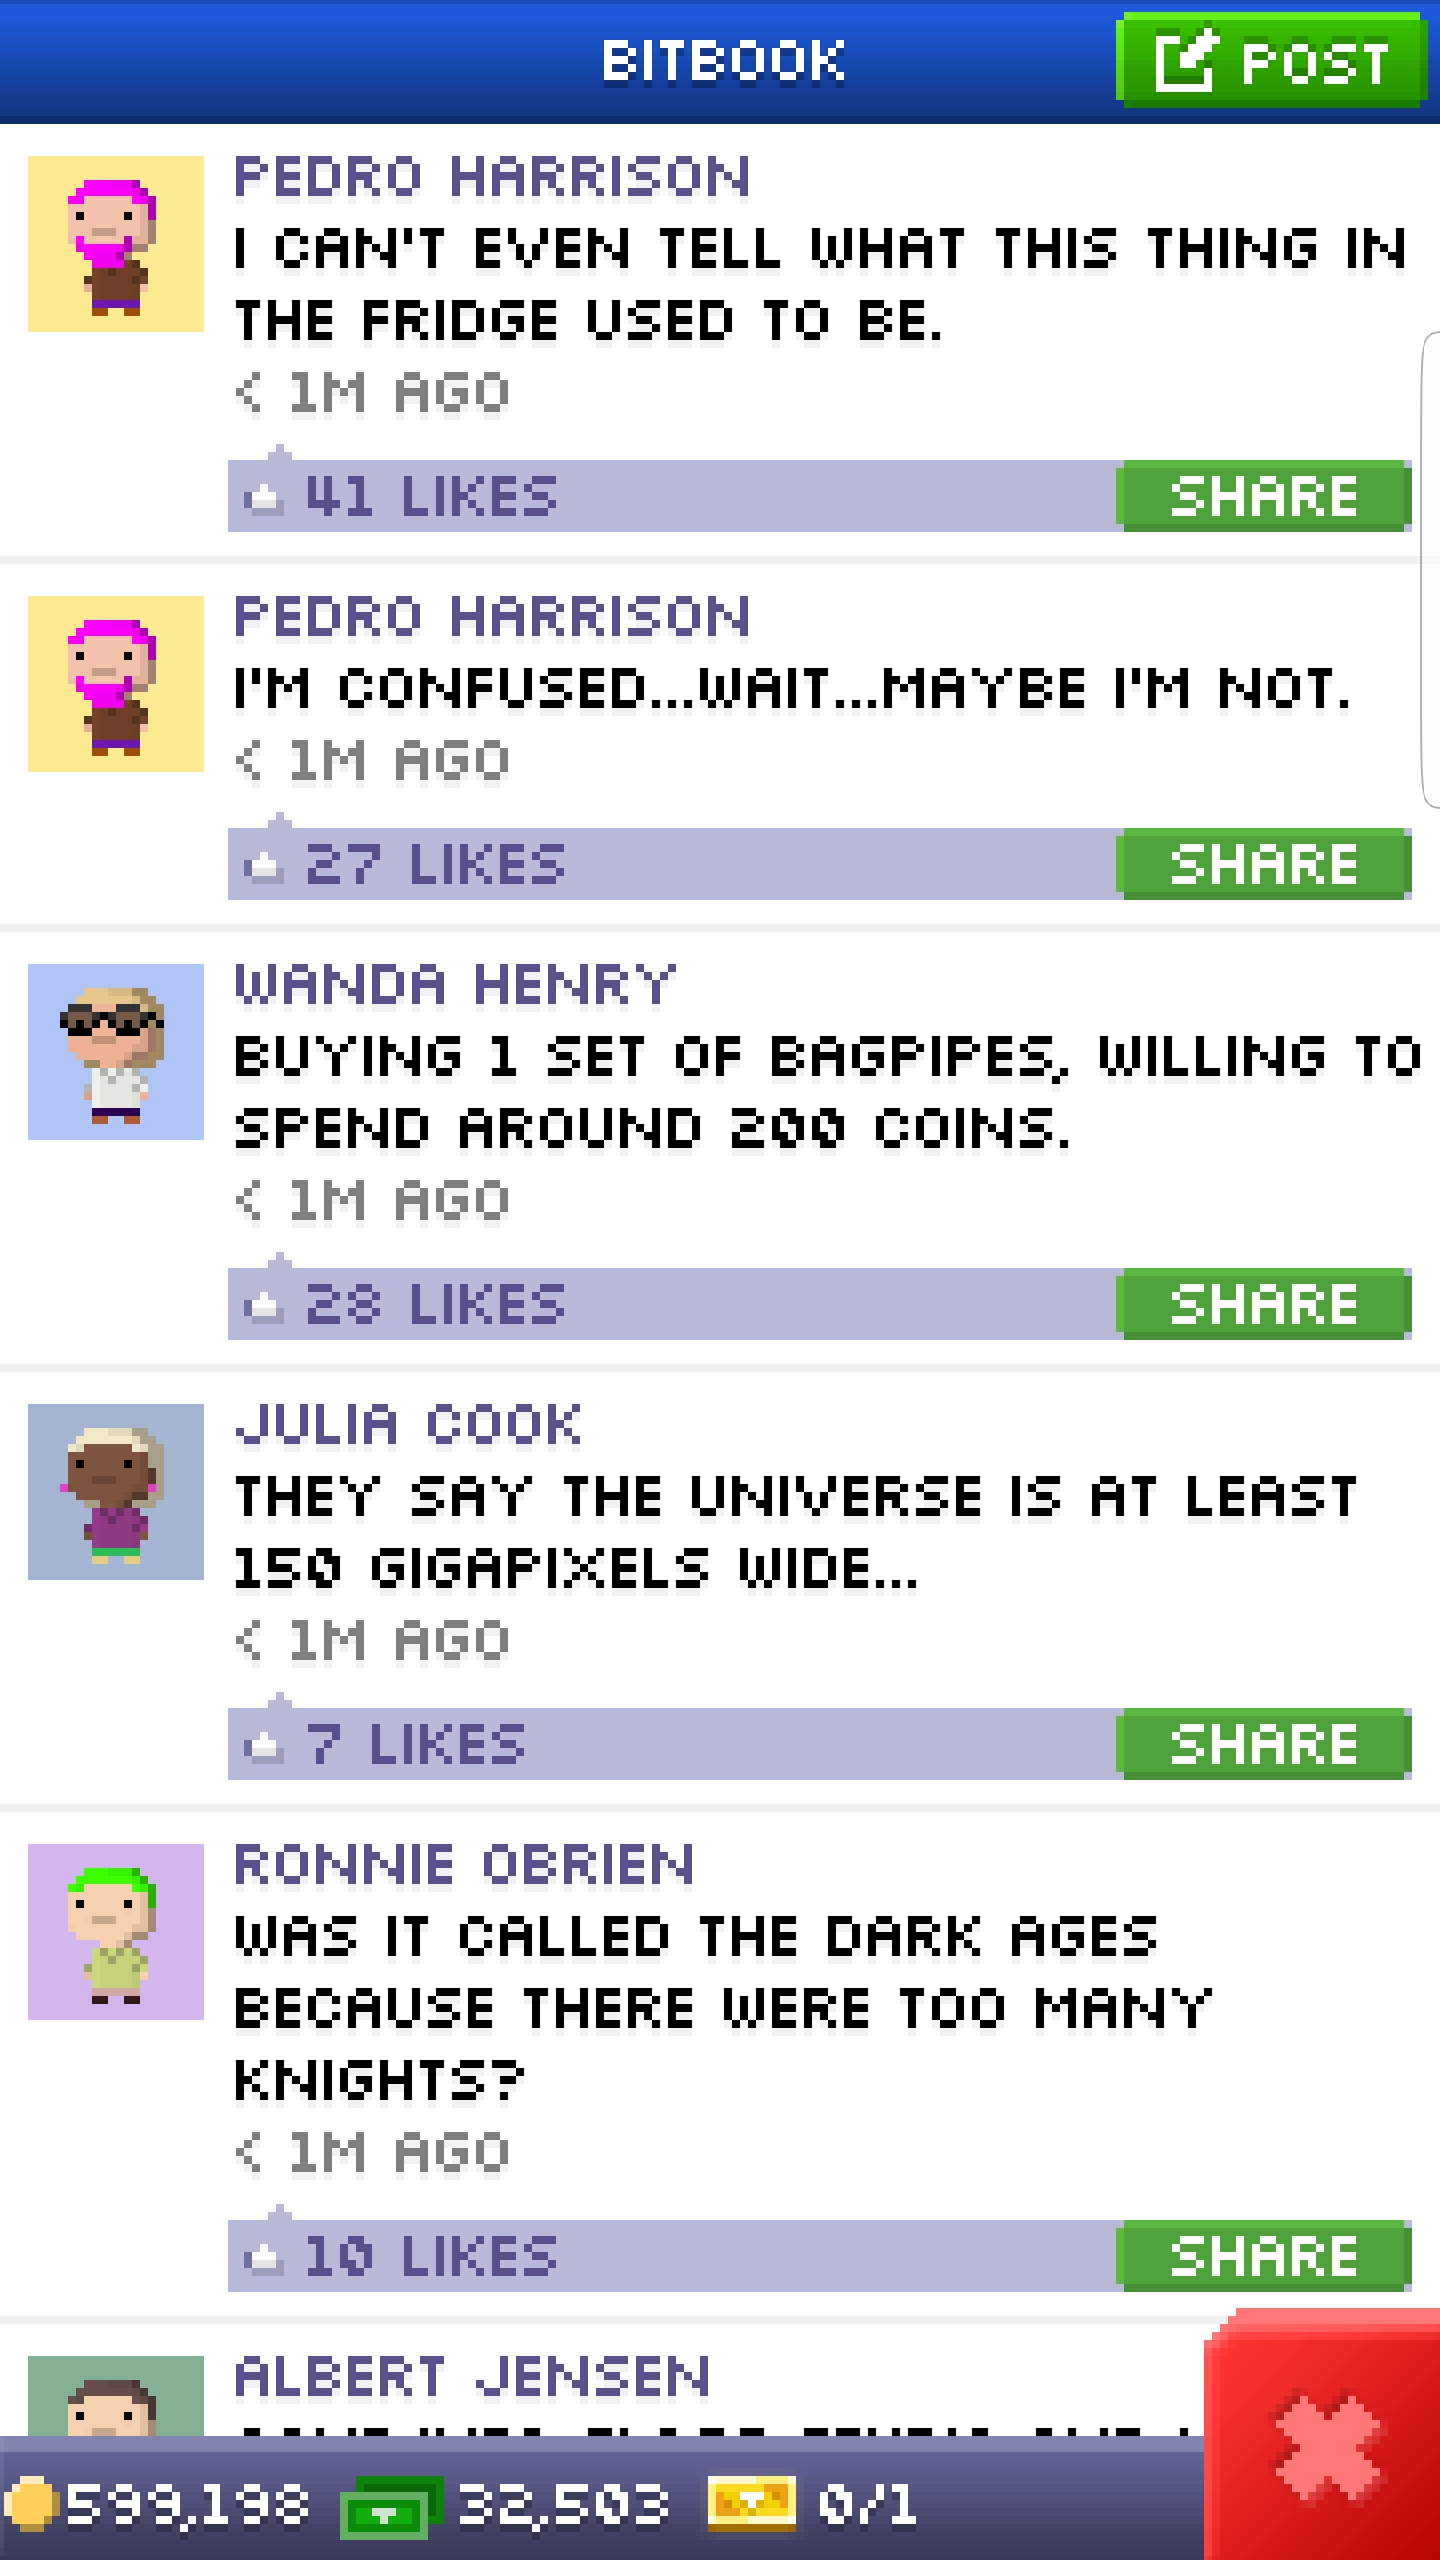 BITBOOK
POST
PEDRO HARRISON
I CAN'T EVEN TELL WHAT THIS THING IN
THE FRIDGE USED TO BE.
< 1M AGO
41 LIKES
SHARE
PEDRO HARRISON
I'M CONFUSED...WAIT...MAYBE I'M NOT.
< 1M AGO
27 LIKES
SHARE
WANDA HENRY
BUYING 1 SET OF BAGPIPES, WILLING TO
SPEND AROUND 200 COINS.
< 1M AGO
28 LIKES
SHARE
JULIA COOK
THEY SAY THE UNIVERSE IS AT LEAST
150 GIGAPIXELS WIDE...
< 1M AGO
7 LIKES
SHARE
RONNIE OBRIEN
WAS IT CALLED THE DARK AGES
BECAUSE THERE WERE TOO MANY
KNIGHTS?
< 1M AGO
10 LIKES
SHARE
ALBERT JENSEN
599,198
32,503
0/1